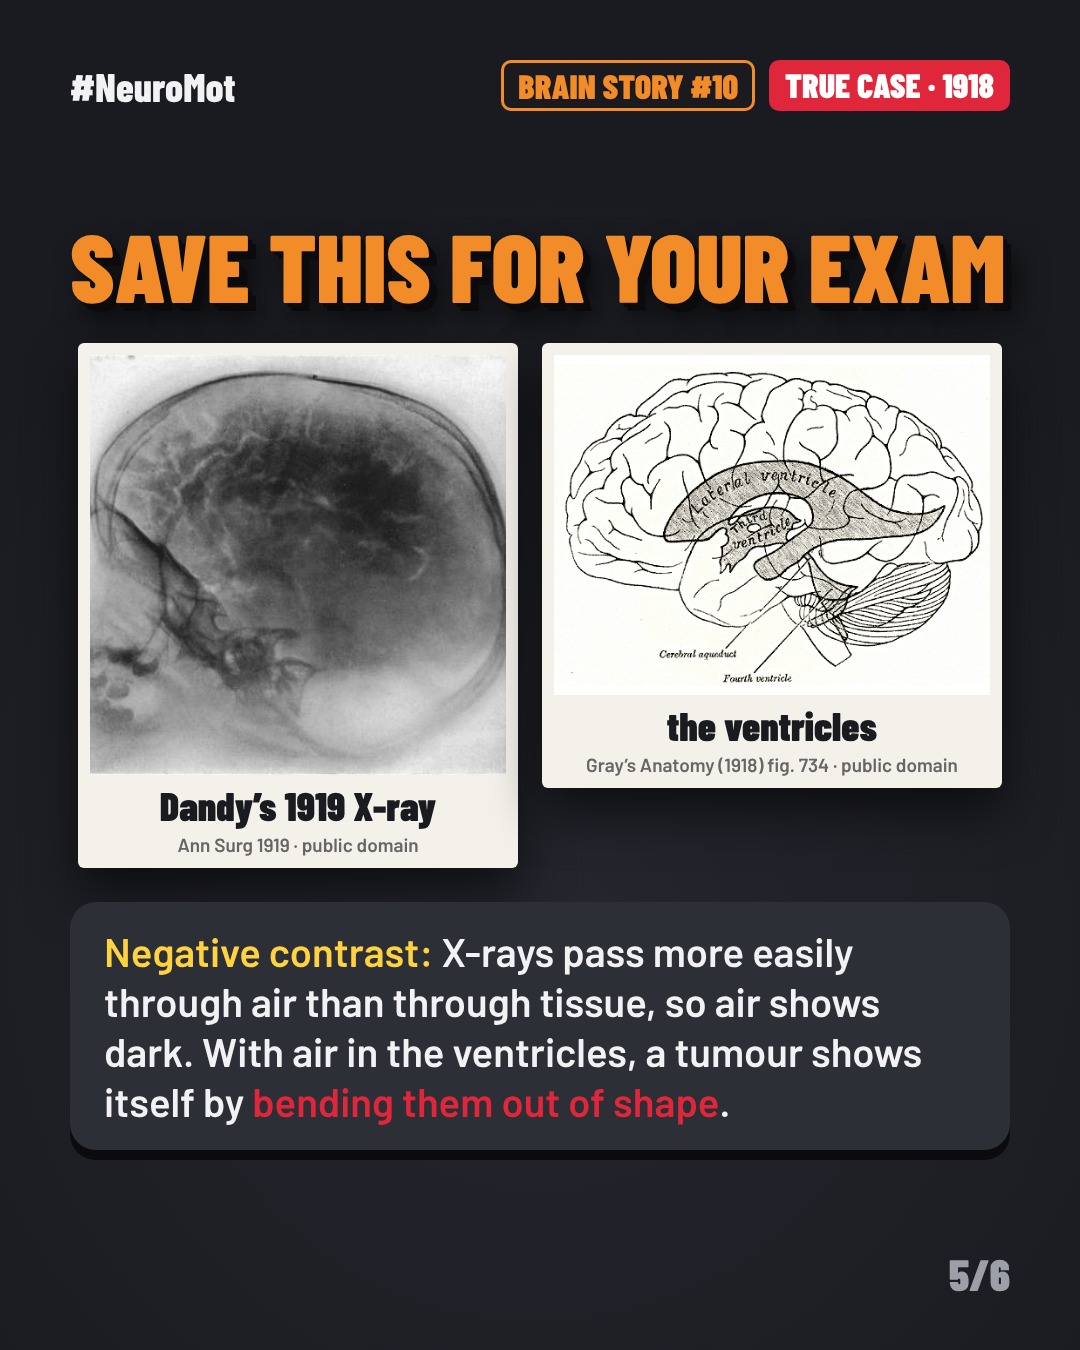 #NeuroMot
BRAIN STORY #10
TRUE CASE · 1918
SAVE THIS FOR YOUR EXAM
Dandy's 1919 X-ray
Ann Surg 1919 · public domain
Lateral ventricle
Third
ventricle
Cerebral aqueduct
Fourth ventricle
the ventricles
Gray's Anatomy (1918) fig. 734 · public domain
Negative contrast: X-rays pass more easily
through air than through tissue, so air shows
dark. With air in the ventricles, a tumour shows
itself by bending them out of shape.
5/6